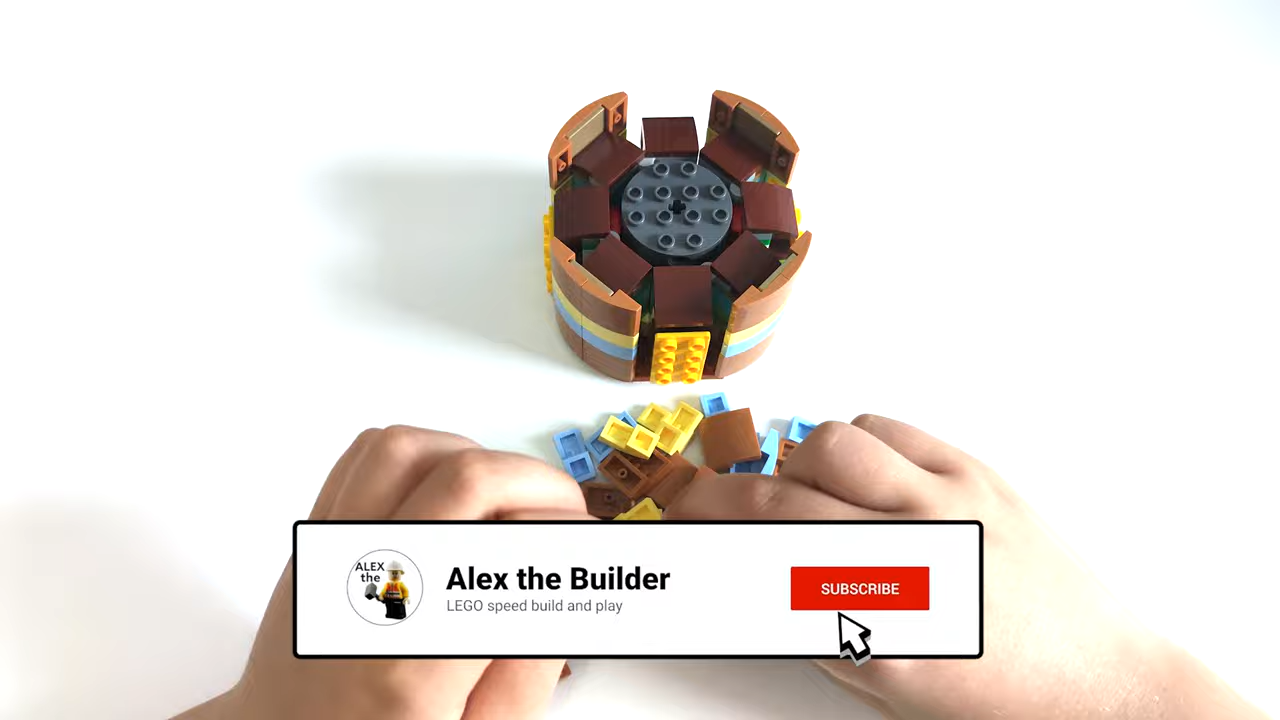 ALEX
the
Alex the Builder
LEGO speed build and play
SUBSCRIBE